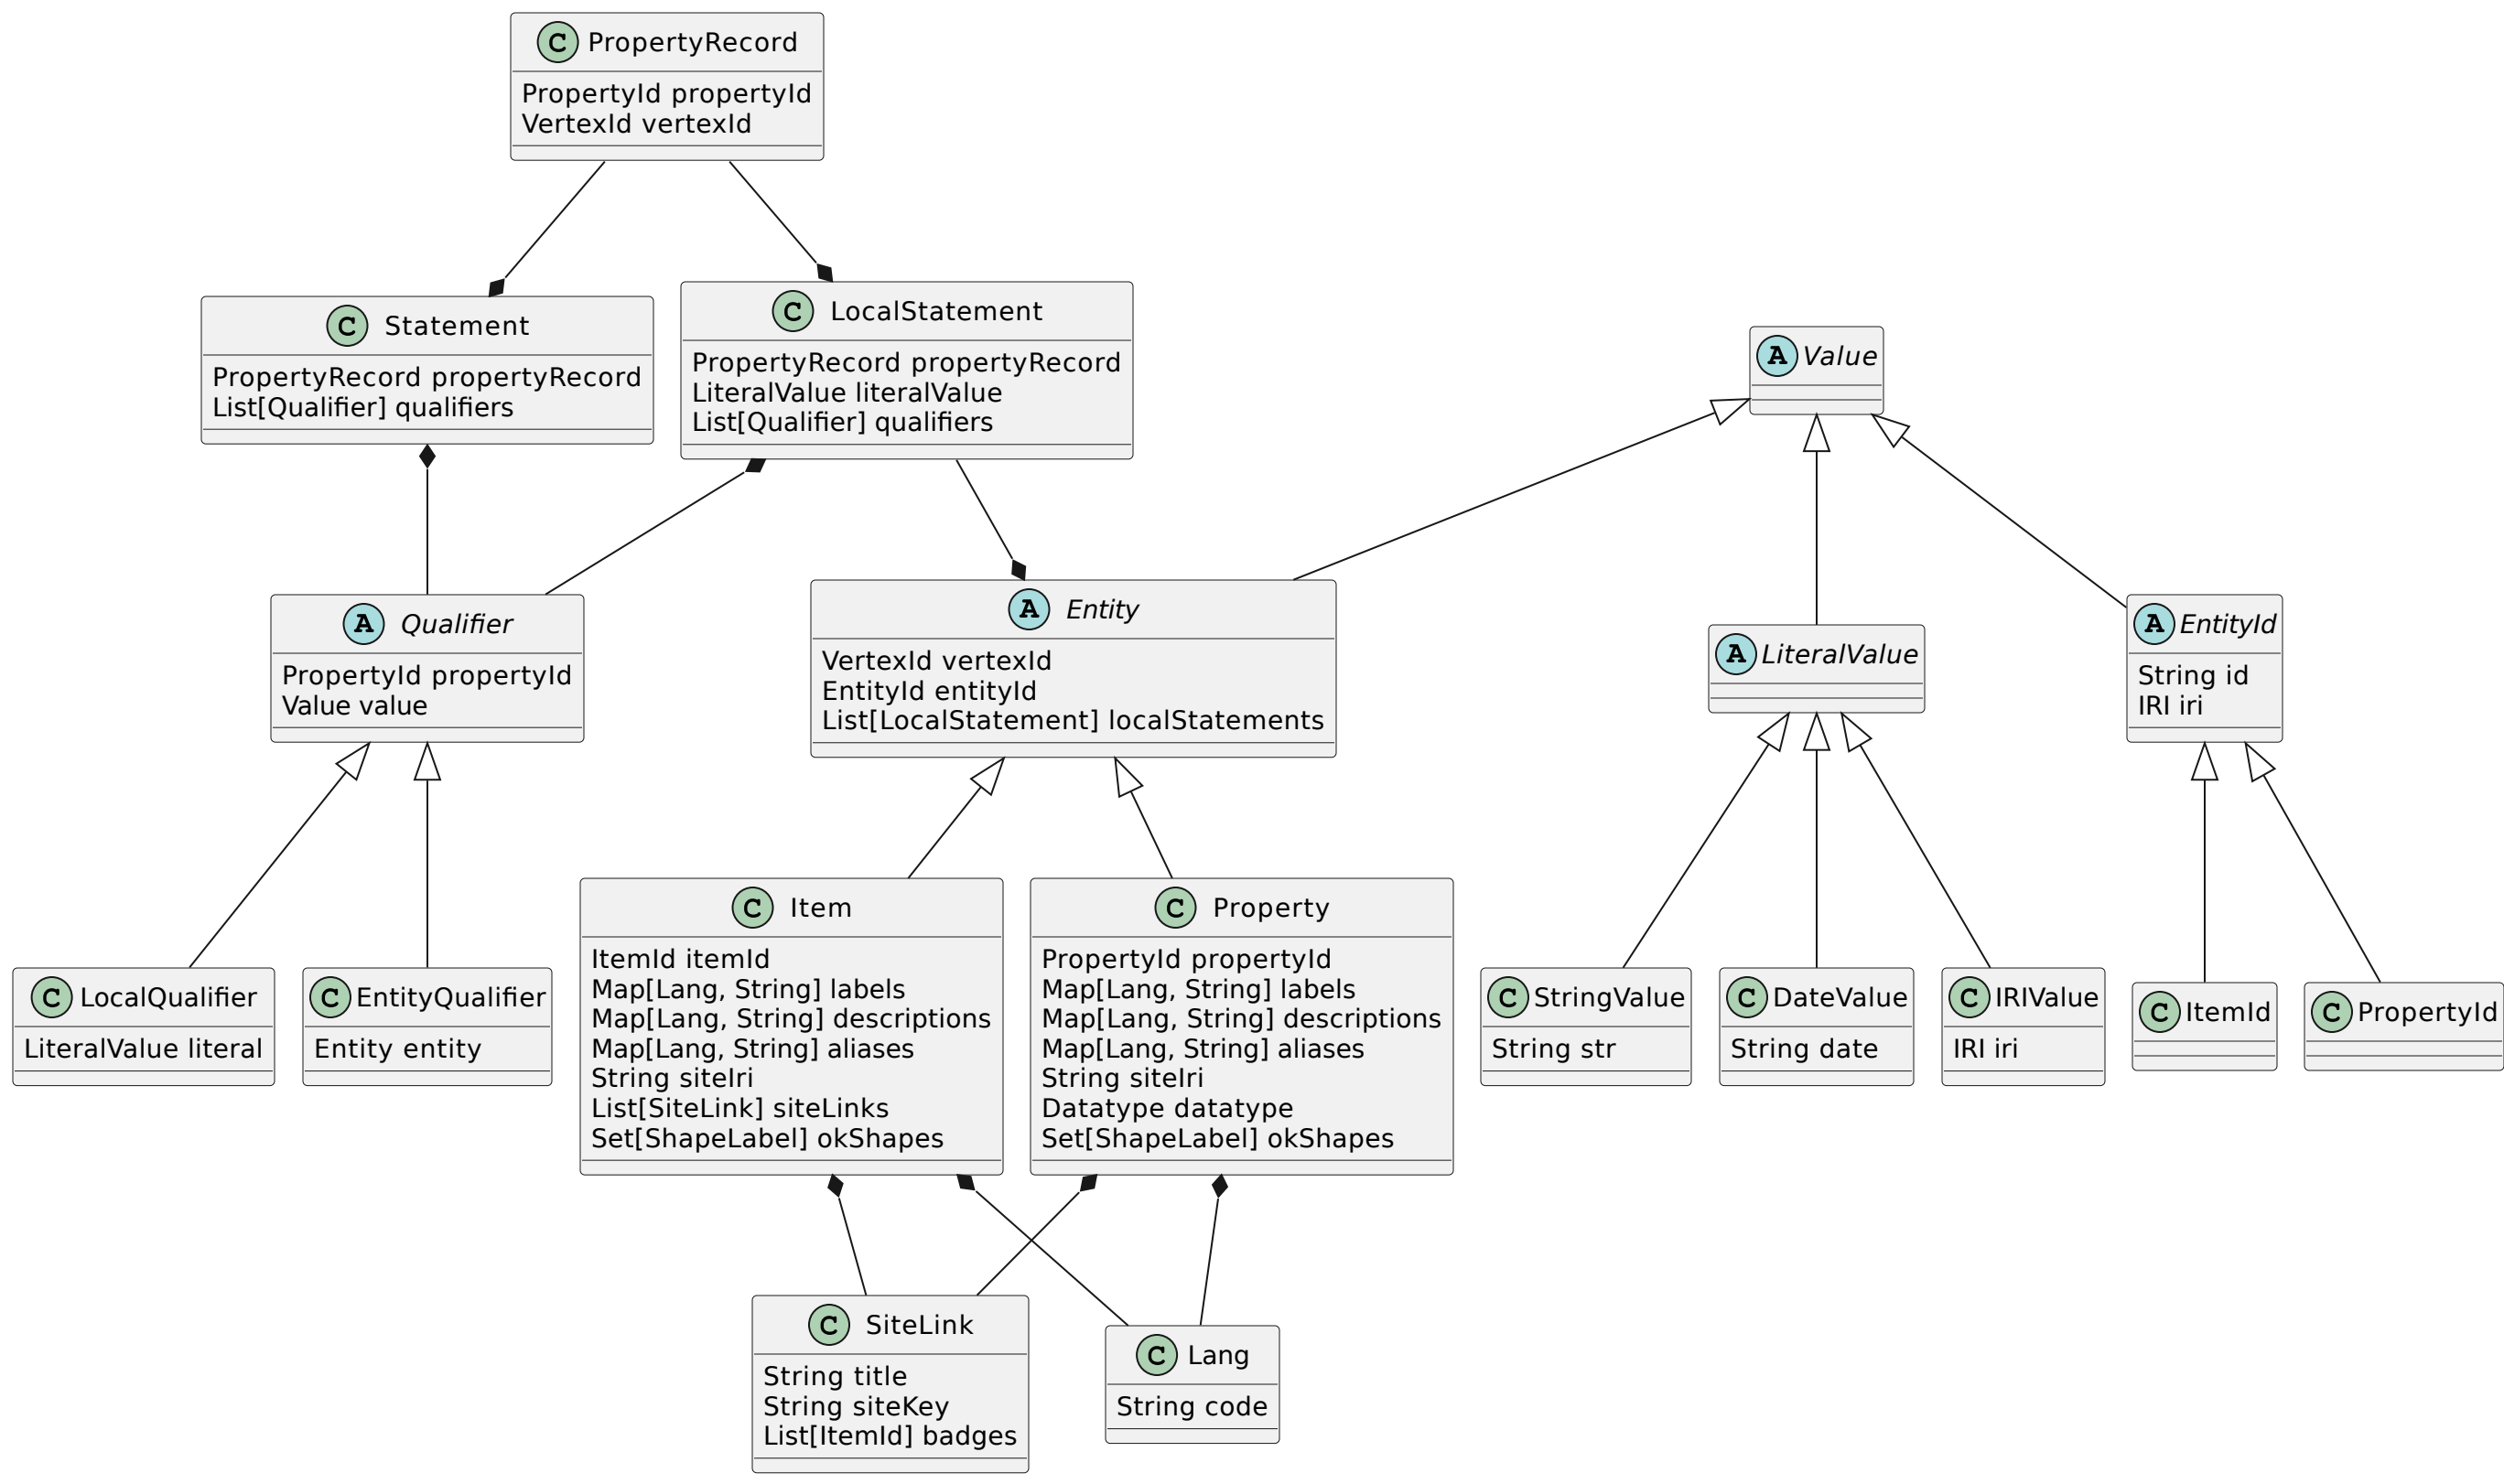 C PropertyRecord
PropertyId propertyId
VertexId vertexId
C Statement
PropertyRecord propertyRecord
List[Qualifier] qualifiers
C LocalStatement
PropertyRecord propertyRecord
LiteralValue literalValue
List[Qualifier] qualifiers
A Value
A Qualifier
PropertyId propertyId
Value value
A Entity
VertexId vertexId
EntityId entityId
List[LocalStatement] localStatements
A LiteralValue
A EntityId
String id
IRI iri
C LocalQualifier
LiteralValue literal
C EntityQualifier
Entity entity
C Item
ItemId itemId
Map[Lang, String] labels
Map[Lang, String] descriptions
Map[Lang, String] aliases
String siteIri
List[SiteLink] siteLinks
Set[ShapeLabel] okShapes
C Property
PropertyId propertyId
Map[Lang, String] labels
Map[Lang, String] descriptions
Map[Lang, String] aliases
String siteIri
Datatype datatype
Set[ShapeLabel] okShapes
C StringValue
String str
C DateValue
String date
C IRIValue
IRI iri
C ItemId
C PropertyId
C SiteLink
String title
String siteKey
List[ItemId] badges
C Lang
String code